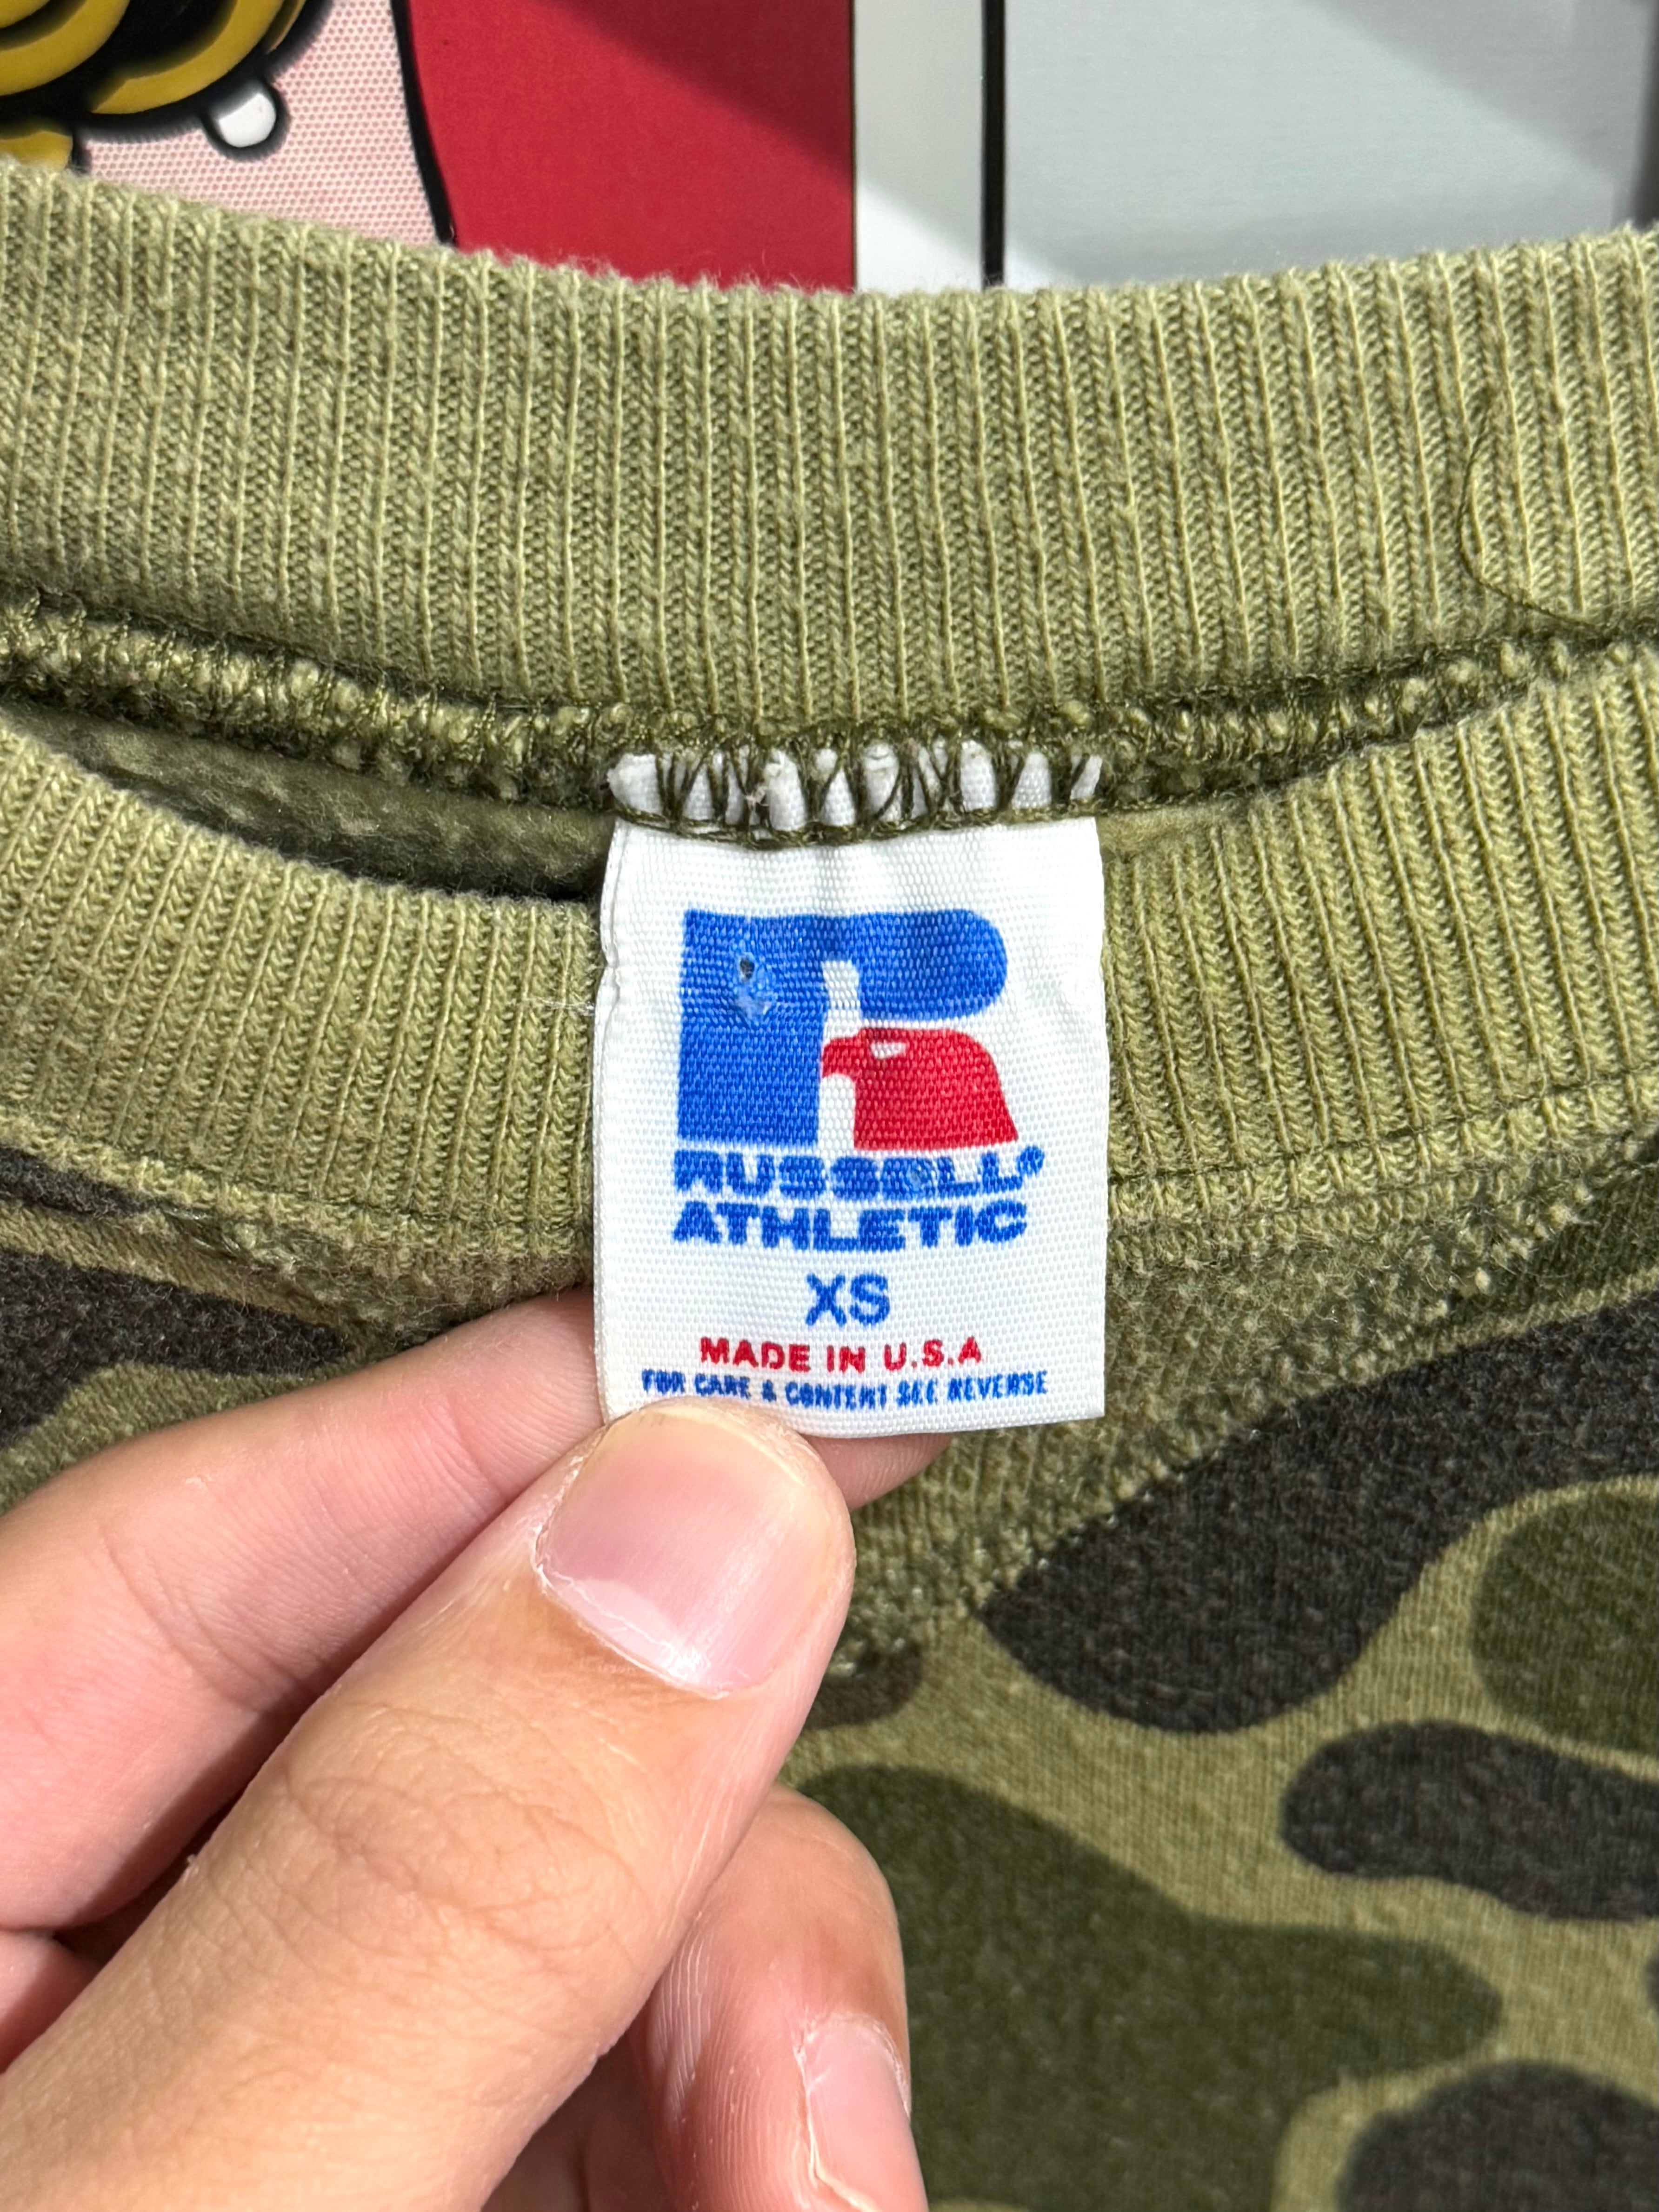 RUSSELL®
ATHLETIC
XS
MADE IN U.S.A
FOR CARE & CONTENT SEE REVERSE